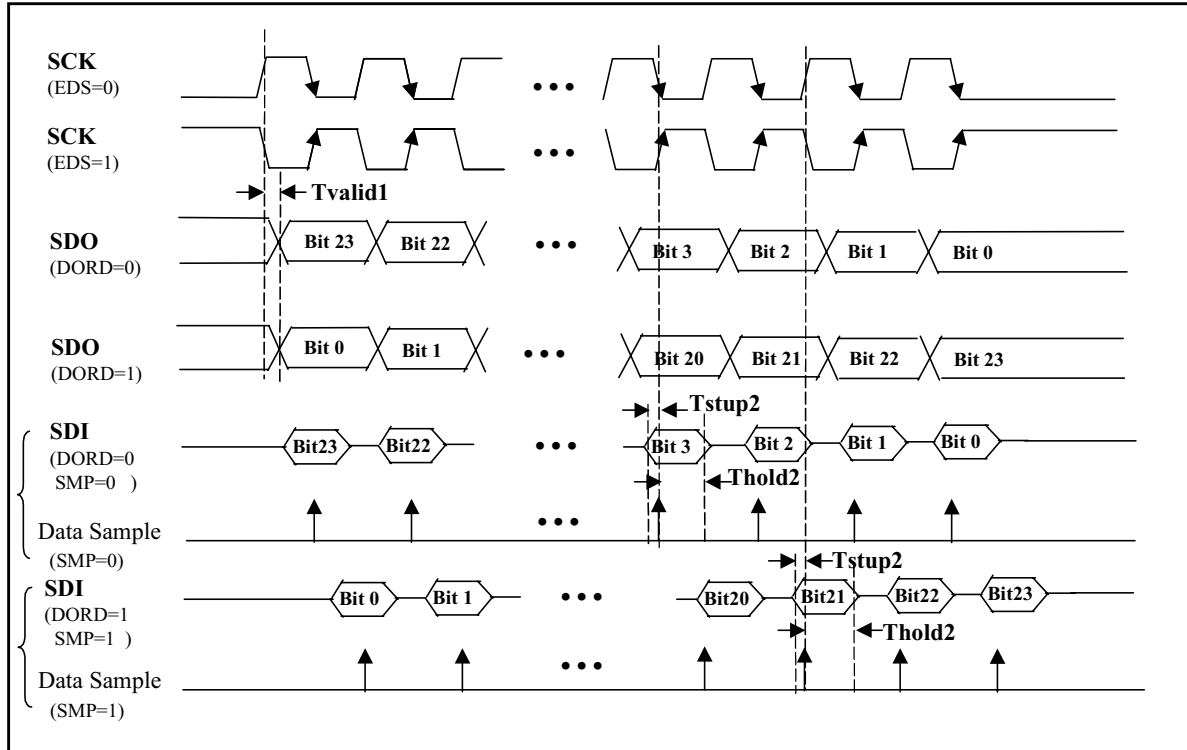 SCK
(EDS=0)
•••
SCK
(EDS=1)
•••
Tvalid1
SDO
(DORD=0)
Bit 23 Bit 22 ••• Bit 3 Bit 2 Bit 1 Bit 0
SDO
(DORD=1)
Bit 0 Bit 1 ••• Bit 20 Bit 21 Bit 22 Bit 23
Tstup2
SDI
(DORD=0
SMP=0 )
Bit23 Bit22 ••• Bit 3 Bit 2 Bit 1 Bit 0
Thold2
Data Sample
(SMP=0)
•••
Tstup2
SDI
(DORD=1
SMP=1 )
Bit 0 Bit 1 ••• Bit20 Bit21 Bit22 Bit23
Thold2
Data Sample
(SMP=1)
•••